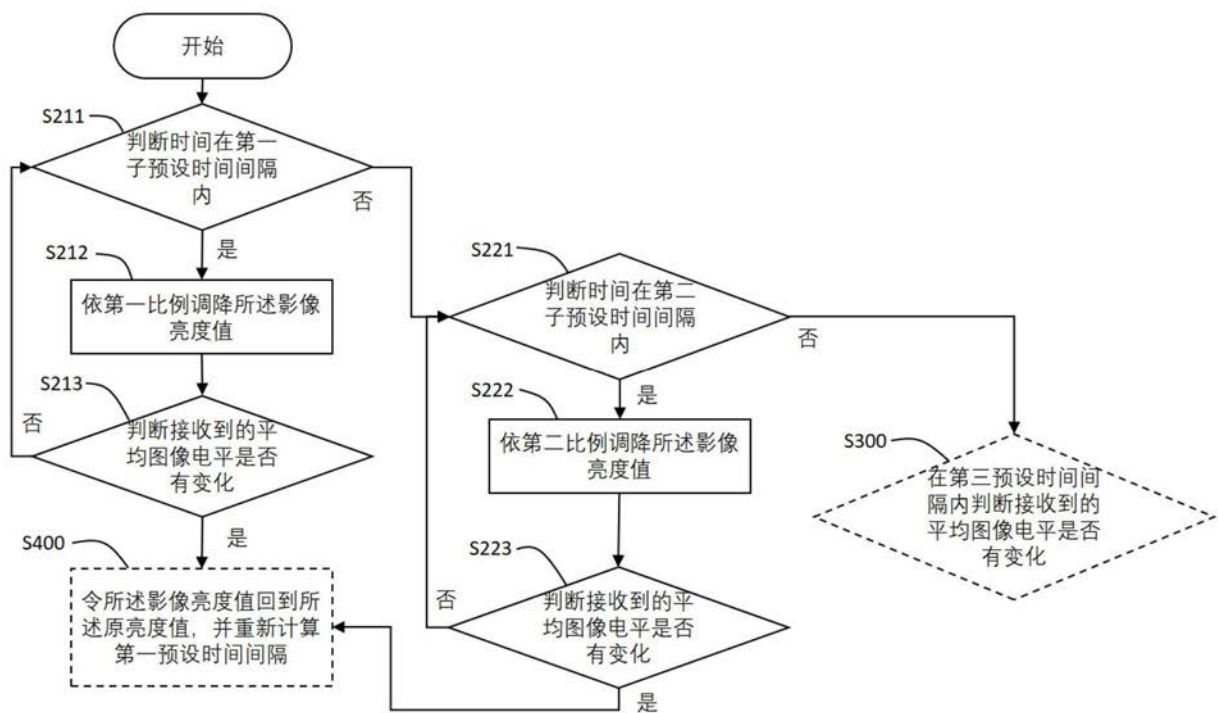 开始
S211
判断时间在第一
子预设时间间隔
内
否
是
S212
依第一比例调降所述影像
亮度值
S213
判断接收到的平
均图像电平是否
有变化
否
是
S400
令所述影像亮度值回到所
述原亮度值，并重新计算
第一预设时间间隔
S221
判断时间在第二
子预设时间间隔
内
否
是
S222
依第二比例调降所述影像
亮度值
S223
判断接收到的平
均图像电平是否
有变化
否
是
S300
在第三预设时间间
隔内判断接收到的
平均图像电平是否
有变化